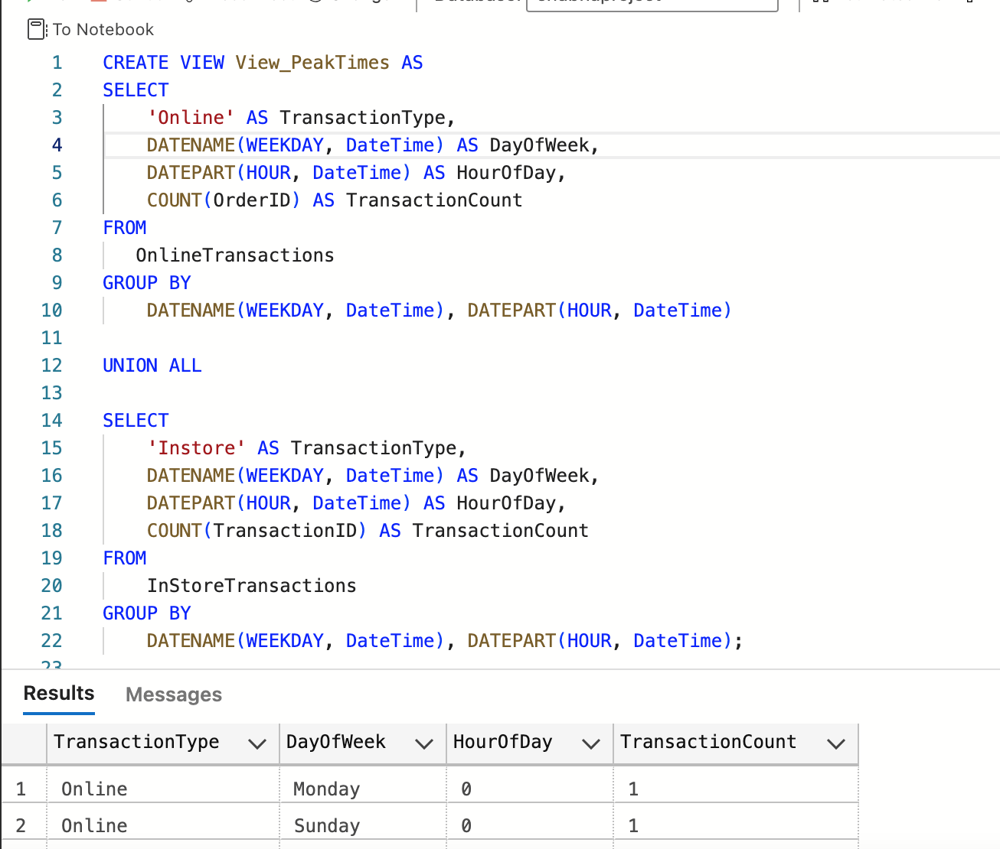 To Notebook
1 CREATE VIEW View_PeakTimes AS
2 SELECT
3 'Online' AS TransactionType,
4 DATENAME(WEEKDAY, DateTime) AS DayOfWeek,
5 DATEPART(HOUR, DateTime) AS HourOfDay,
6 COUNT(OrderID) AS TransactionCount
7 FROM
8 OnlineTransactions
9 GROUP BY
10 DATENAME(WEEKDAY, DateTime), DATEPART(HOUR, DateTime)
11
12 UNION ALL
13
14 SELECT
15 'Instore' AS TransactionType,
16 DATENAME(WEEKDAY, DateTime) AS DayOfWeek,
17 DATEPART(HOUR, DateTime) AS HourOfDay,
18 COUNT(TransactionID) AS TransactionCount
19 FROM
20 InStoreTransactions
21 GROUP BY
22 DATENAME(WEEKDAY, DateTime), DATEPART(HOUR, DateTime);
23
Results Messages
TransactionType DayOfWeek HourOfDay TransactionCount
1 Online Monday 0 1
2 Online Sunday 0 1